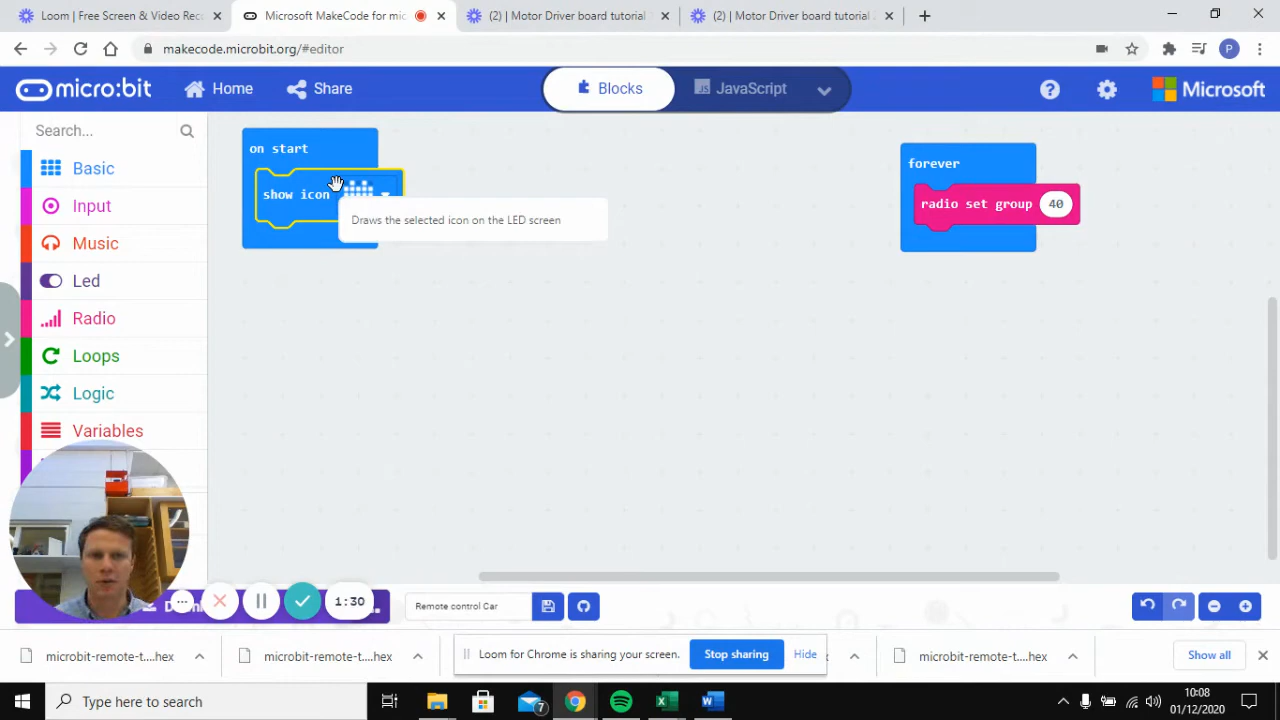 Loom | Free Screen & Video Reco
Microsoft MakeCode for mic
(2) | Motor Driver board tutorial
(2) | Motor Driver board tutorial
makecode.microbit.org/#editor
P
micro:bit
Home
Share
Blocks
JavaScript
Microsoft
Search...
Basic
Input
Music
Led
Radio
Loops
Logic
Variables
on start
show icon
Draws the selected icon on the LED screen
forever
radio set group 40
1:30
Remote control Car
microbit-remote-t....hex
microbit-remote-t....hex
Loom for Chrome is sharing your screen.
Stop sharing
Hide
microbit-remote-t....hex
Show all
Type here to search
7
10:08
01/12/2020